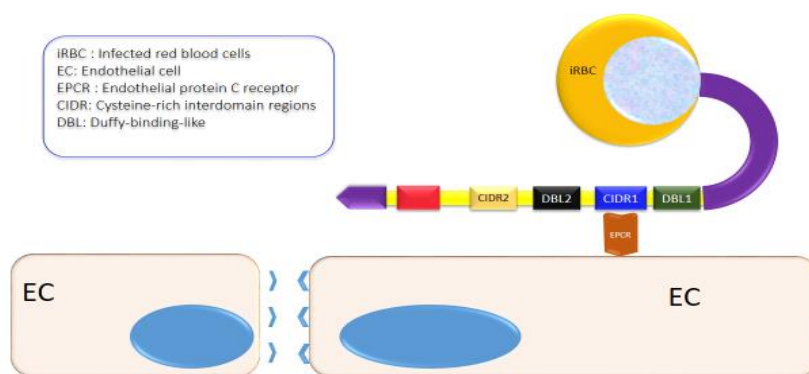 iRBC : Infected red blood cells
EC: Endothelial cell
EPCR : Endothelial protein C receptor
CIDR: Cysteine-rich interdomain regions
DBL: Duffy-binding-like
iRBC
CIDR2
DBL2
CIDR1
DBL1
EPCR
EC
EC